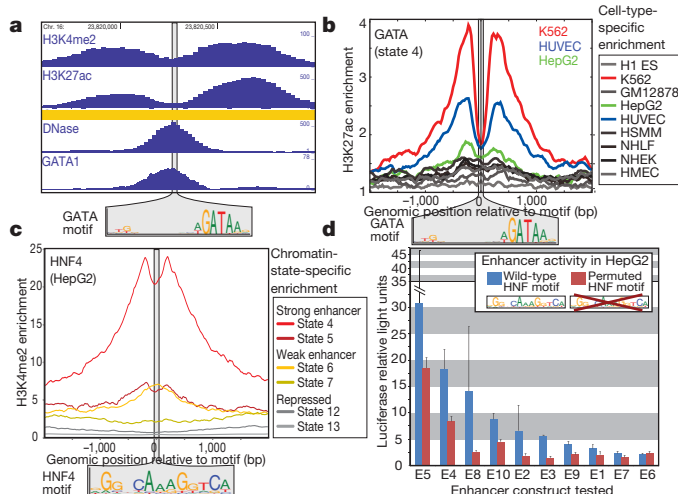 a
Chr. 16: 23,820,000 23,820,500
H3K4me2
100
H3K27ac
500
DNase
500
GATA1
78
GATA
motif
GATAA
b
GATA
(state 4)
K562
HUVEC
HepG2
H3K27ac enrichment
4
3
2
1
−1,000 0 1,000
Genomic position relative to motif (bp)
GATA
motif
GATAA
Cell-type-
specific
enrichment
H1 ES
K562
GM12878
HepG2
HUVEC
HSMM
NHLF
NHEK
HMEC
c
HNF4
(HepG2)
H3K4me2 enrichment
25
20
15
10
5
0
−1,000 0 1,000
Genomic position relative to motif (bp)
HNF4
motif
Chromatin-
state-specific
enrichment
Strong enhancer
State 4
State 5
Weak enhancer
State 6
State 7
Repressed
State 12
State 13
d
Enhancer activity in HepG2
Wild-type
HNF motif
Permuted
HNF motif
Luciferase relative light units
45
40
35
30
25
20
15
10
5
0
E5 E4 E8 E10 E2 E3 E9 E1 E7 E6
Enhancer construct tested